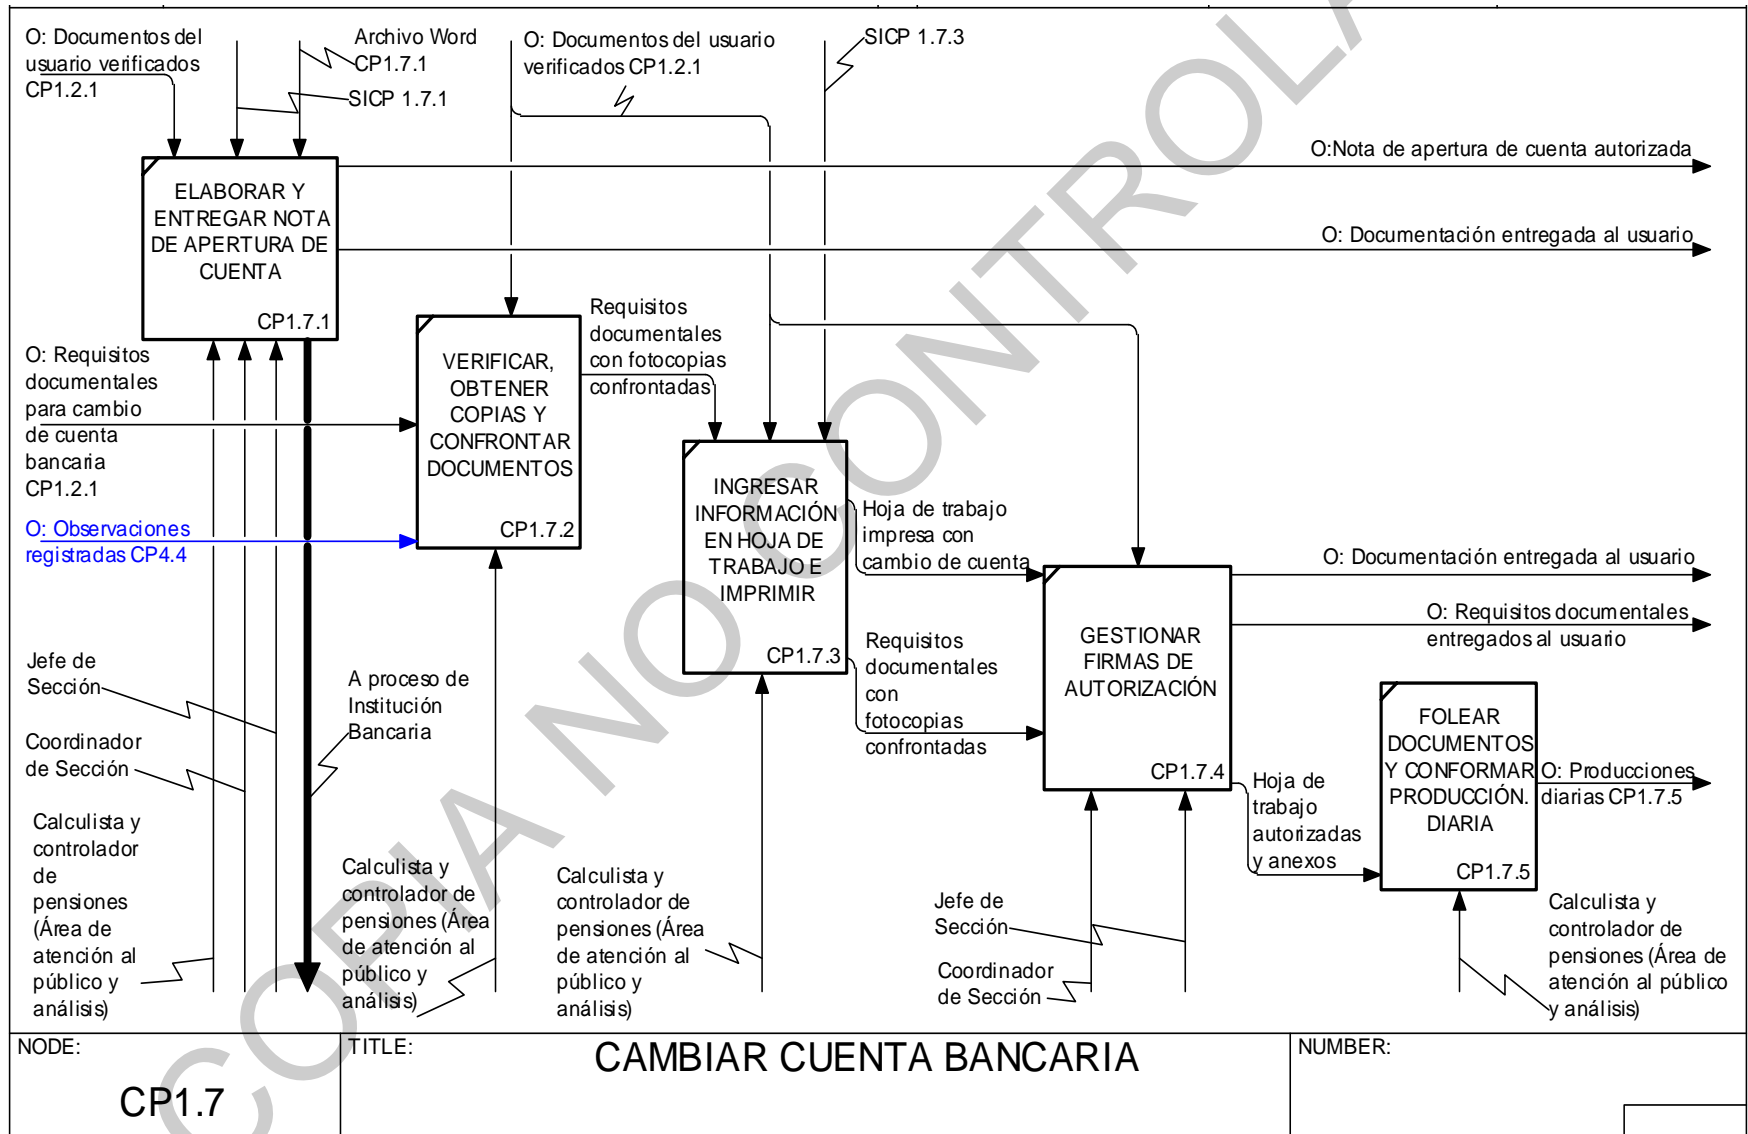 O: Documentos del
usuario verificados
CP1.2.1
Archivo Word
CP1.7.1
SICP 1.7.1
O: Documentos del usuario
verificados CP1.2.1
SICP 1.7.3
O:Nota de apertura de cuenta autorizada
O: Documentación entregada al usuario
ELABORAR Y
ENTREGAR NOTA
DE APERTURA DE
CUENTA
CP1.7.1
O: Requisitos
documentales
para cambio
de cuenta
bancaria
CP1.2.1
O: Observaciones
registradas CP4.4
VERIFICAR,
OBTENER
COPIAS Y
CONFRONTAR
DOCUMENTOS
CP1.7.2
Requisitos
documentales
con fotocopias
confrontadas
INGRESAR
INFORMACIÓN
EN HOJA DE
TRABAJO E
IMPRIMIR
CP1.7.3
Hoja de trabajo
impresa con
cambio de cuenta
Requisitos
documentales
con
fotocopias
confrontadas
GESTIONAR
FIRMAS DE
AUTORIZACIÓN
CP1.7.4
O: Documentación entregada al usuario
O: Requisitos documentales
entregados al usuario
Hoja de
trabajo
autorizadas
y anexos
FOLEAR
DOCUMENTOS
Y CONFORMAR
PRODUCCIÓN.
DIARIA
CP1.7.5
O: Producciones
diarias CP1.7.5
Jefe de
Sección
Coordinador
de Sección
Calculista y
controlador
de
pensiones
(Área de
atención al
público y
análisis)
A proceso de
Institución
Bancaria
Calculista y
controlador de
pensiones (Área
de atención al
público y
análisis)
Calculista y
controlador de
pensiones (Área
de atención al
público y
análisis)
Jefe de
Sección
Coordinador
de Sección
Calculista y
controlador de
pensiones (Área de
atención al público
y análisis)
COPIA NO CONTROLA
NODE:
CP1.7
TITLE:
CAMBIAR CUENTA BANCARIA
NUMBER: